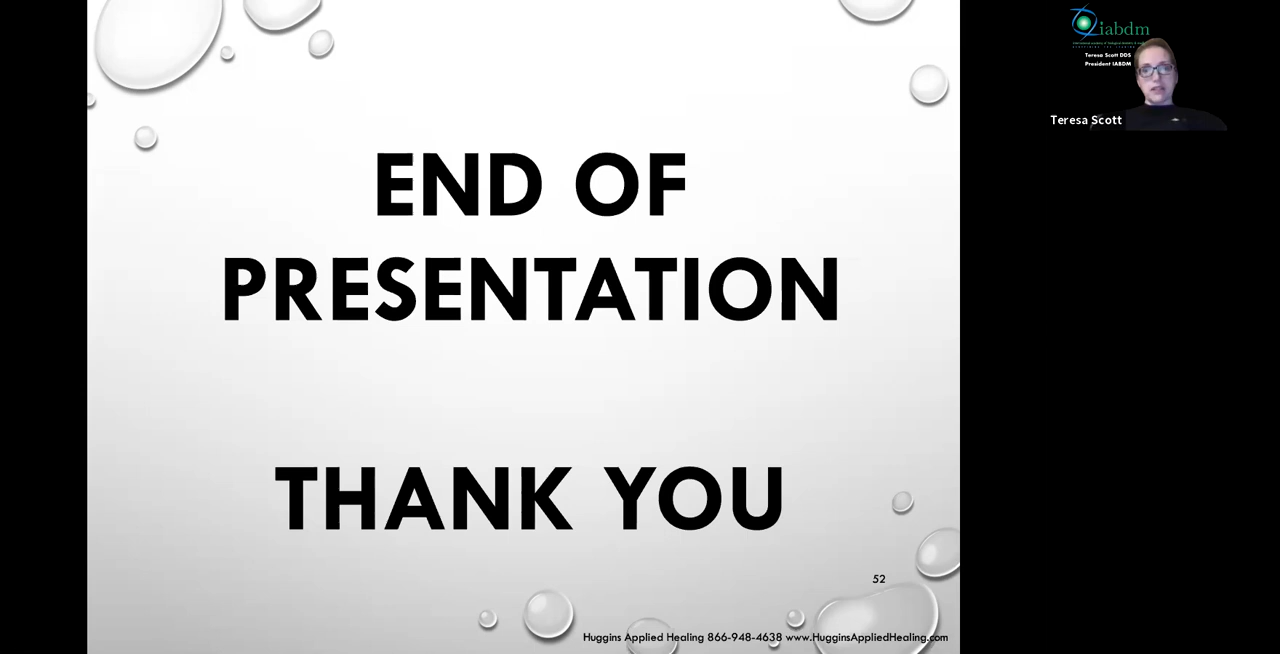 END OF
PRESENTATION
THANK YOU
52
Huggins Applied Healing 866-948-4638 www.HugginsAppliedHealing.com
iabdm
Teresa Scott DDS
President IABDM
Teresa Scott